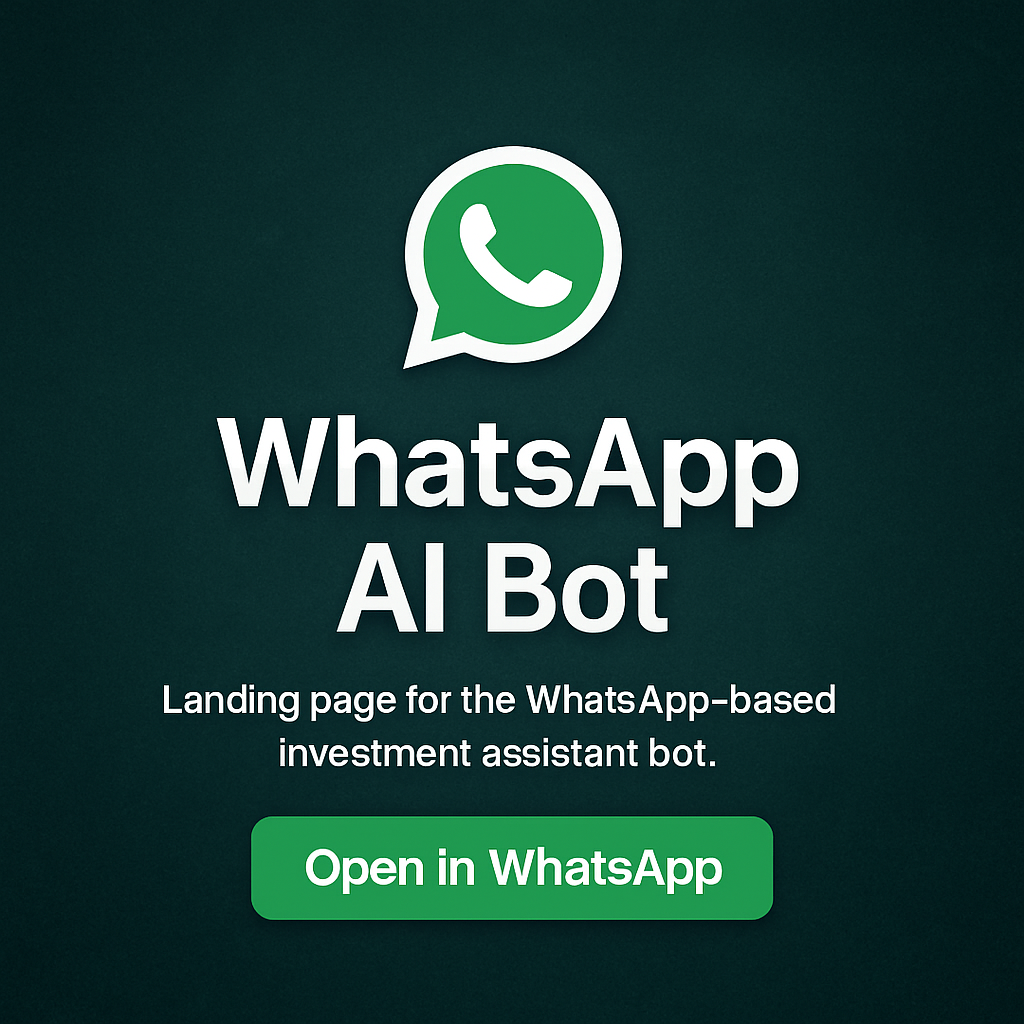 WhatsApp
AI Bot
Landing page for the WhatsApp-based
investment assistant bot.
Open in WhatsApp